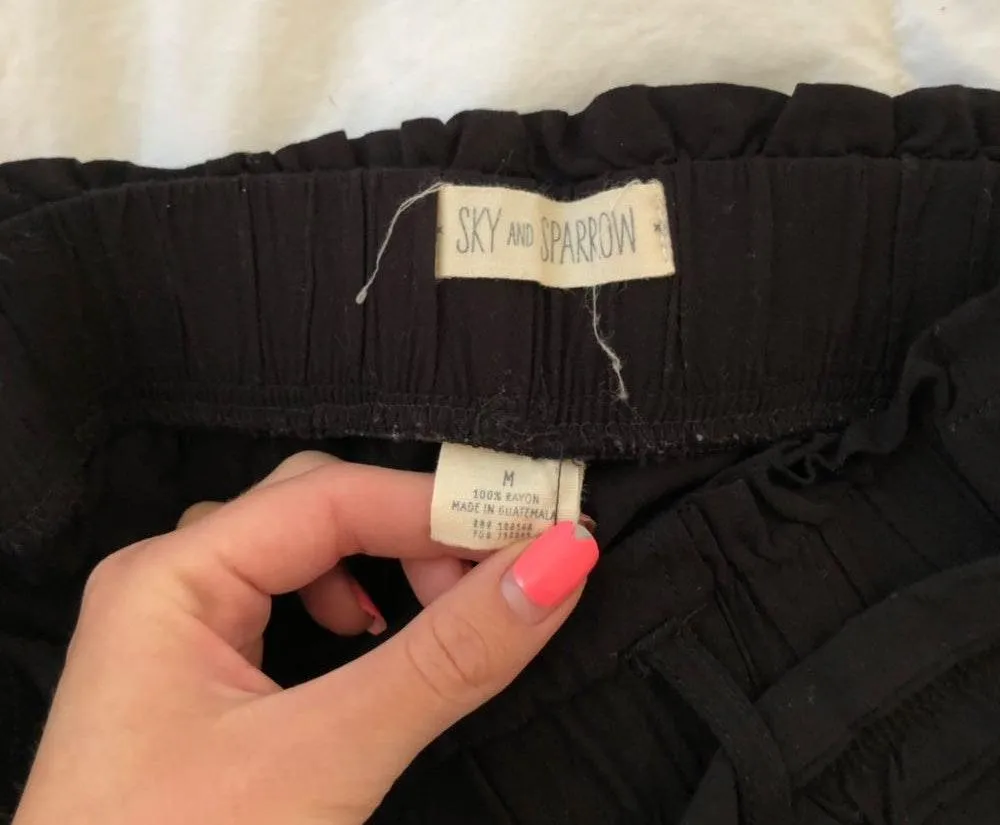 SKY AND SPARROW
M
100% RAYON
MADE IN GUATEMALA